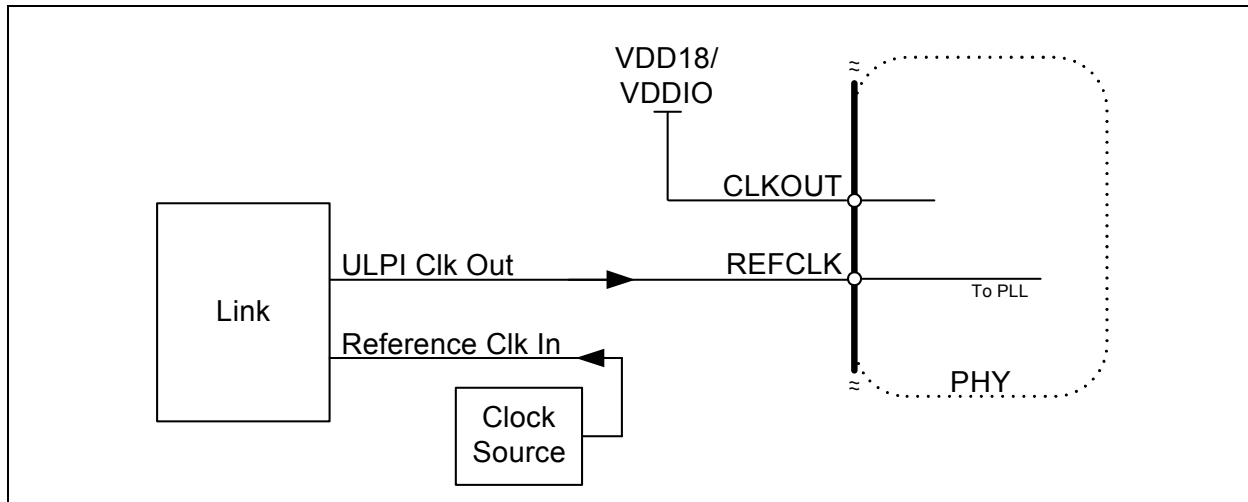 VDD18/
VDDIO
CLKOUT
ULPI Clk Out
REFCLK
To PLL
Link
Reference Clk In
PHY
Clock
Source